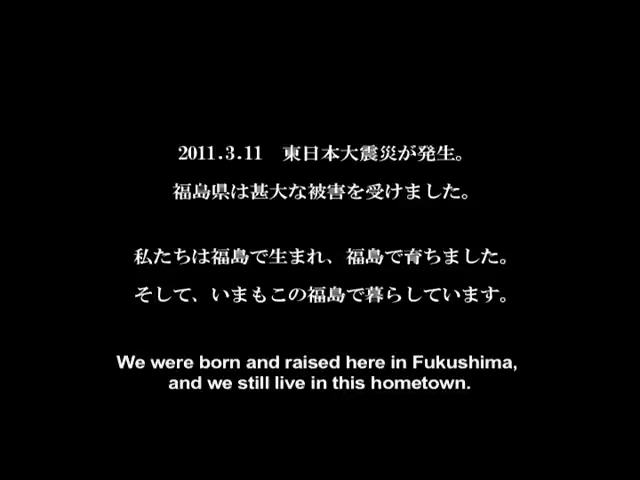 2011.3.11　東日本大震災が発生。
福島県は甚大な被害を受けました。
私たちは福島で生まれ、福島で育ちました。
そして、いまもこの福島で暮らしています。
We were born and raised here in Fukushima,
and we still live in this hometown.